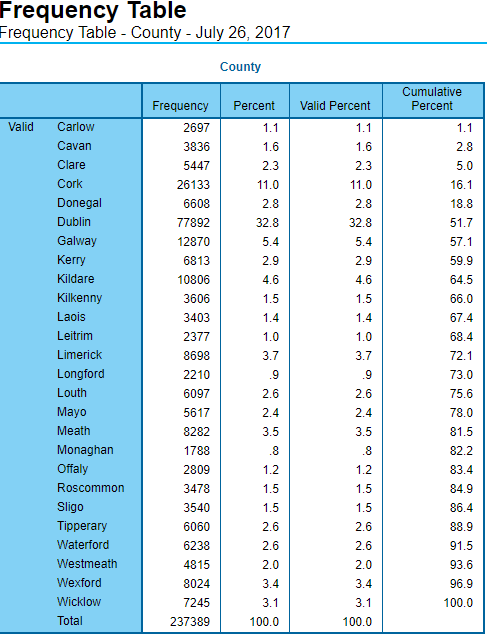 Frequency Table
Frequency Table - County - July 26, 2017
County
Frequency Percent Valid Percent Cumulative Percent
Valid Carlow 2697 1.1 1.1 1.1
Cavan 3836 1.6 1.6 2.8
Clare 5447 2.3 2.3 5.0
Cork 26133 11.0 11.0 16.1
Donegal 6608 2.8 2.8 18.8
Dublin 77892 32.8 32.8 51.7
Galway 12870 5.4 5.4 57.1
Kerry 6813 2.9 2.9 59.9
Kildare 10806 4.6 4.6 64.5
Kilkenny 3606 1.5 1.5 66.0
Laois 3403 1.4 1.4 67.4
Leitrim 2377 1.0 1.0 68.4
Limerick 8698 3.7 3.7 72.1
Longford 2210 .9 .9 73.0
Louth 6097 2.6 2.6 75.6
Mayo 5617 2.4 2.4 78.0
Meath 8282 3.5 3.5 81.5
Monaghan 1788 .8 .8 82.2
Offaly 2809 1.2 1.2 83.4
Roscommon 3478 1.5 1.5 84.9
Sligo 3540 1.5 1.5 86.4
Tipperary 6060 2.6 2.6 88.9
Waterford 6238 2.6 2.6 91.5
Westmeath 4815 2.0 2.0 93.6
Wexford 8024 3.4 3.4 96.9
Wicklow 7245 3.1 3.1 100.0
Total 237389 100.0 100.0